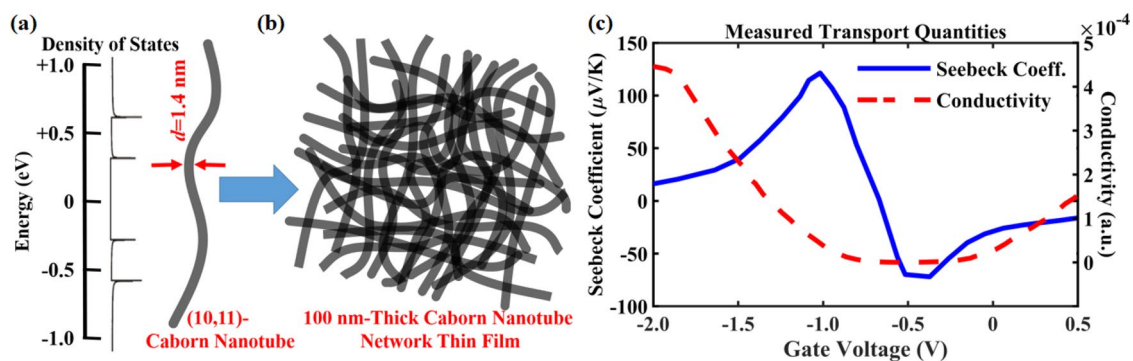 (a)
Density of States
+1.0
+0.5
0
-0.5
-1.0
Energy (eV)
d=1.4 nm
(10,11)-
Caborn Nanotube
(b)
100 nm-Thick Caborn Nanotube
Network Thin Film
(c)
Measured Transport Quantities
5 ×10⁻⁴
150
100
50
0
-50
-100
Seebeck Coefficient (μV/K)
Seebeck Coeff.
Conductivity
4
3
2
1
0
Conductivity (a.u.)
-2.0 -1.5 -1.0 -0.5 0 0.5
Gate Voltage (V)